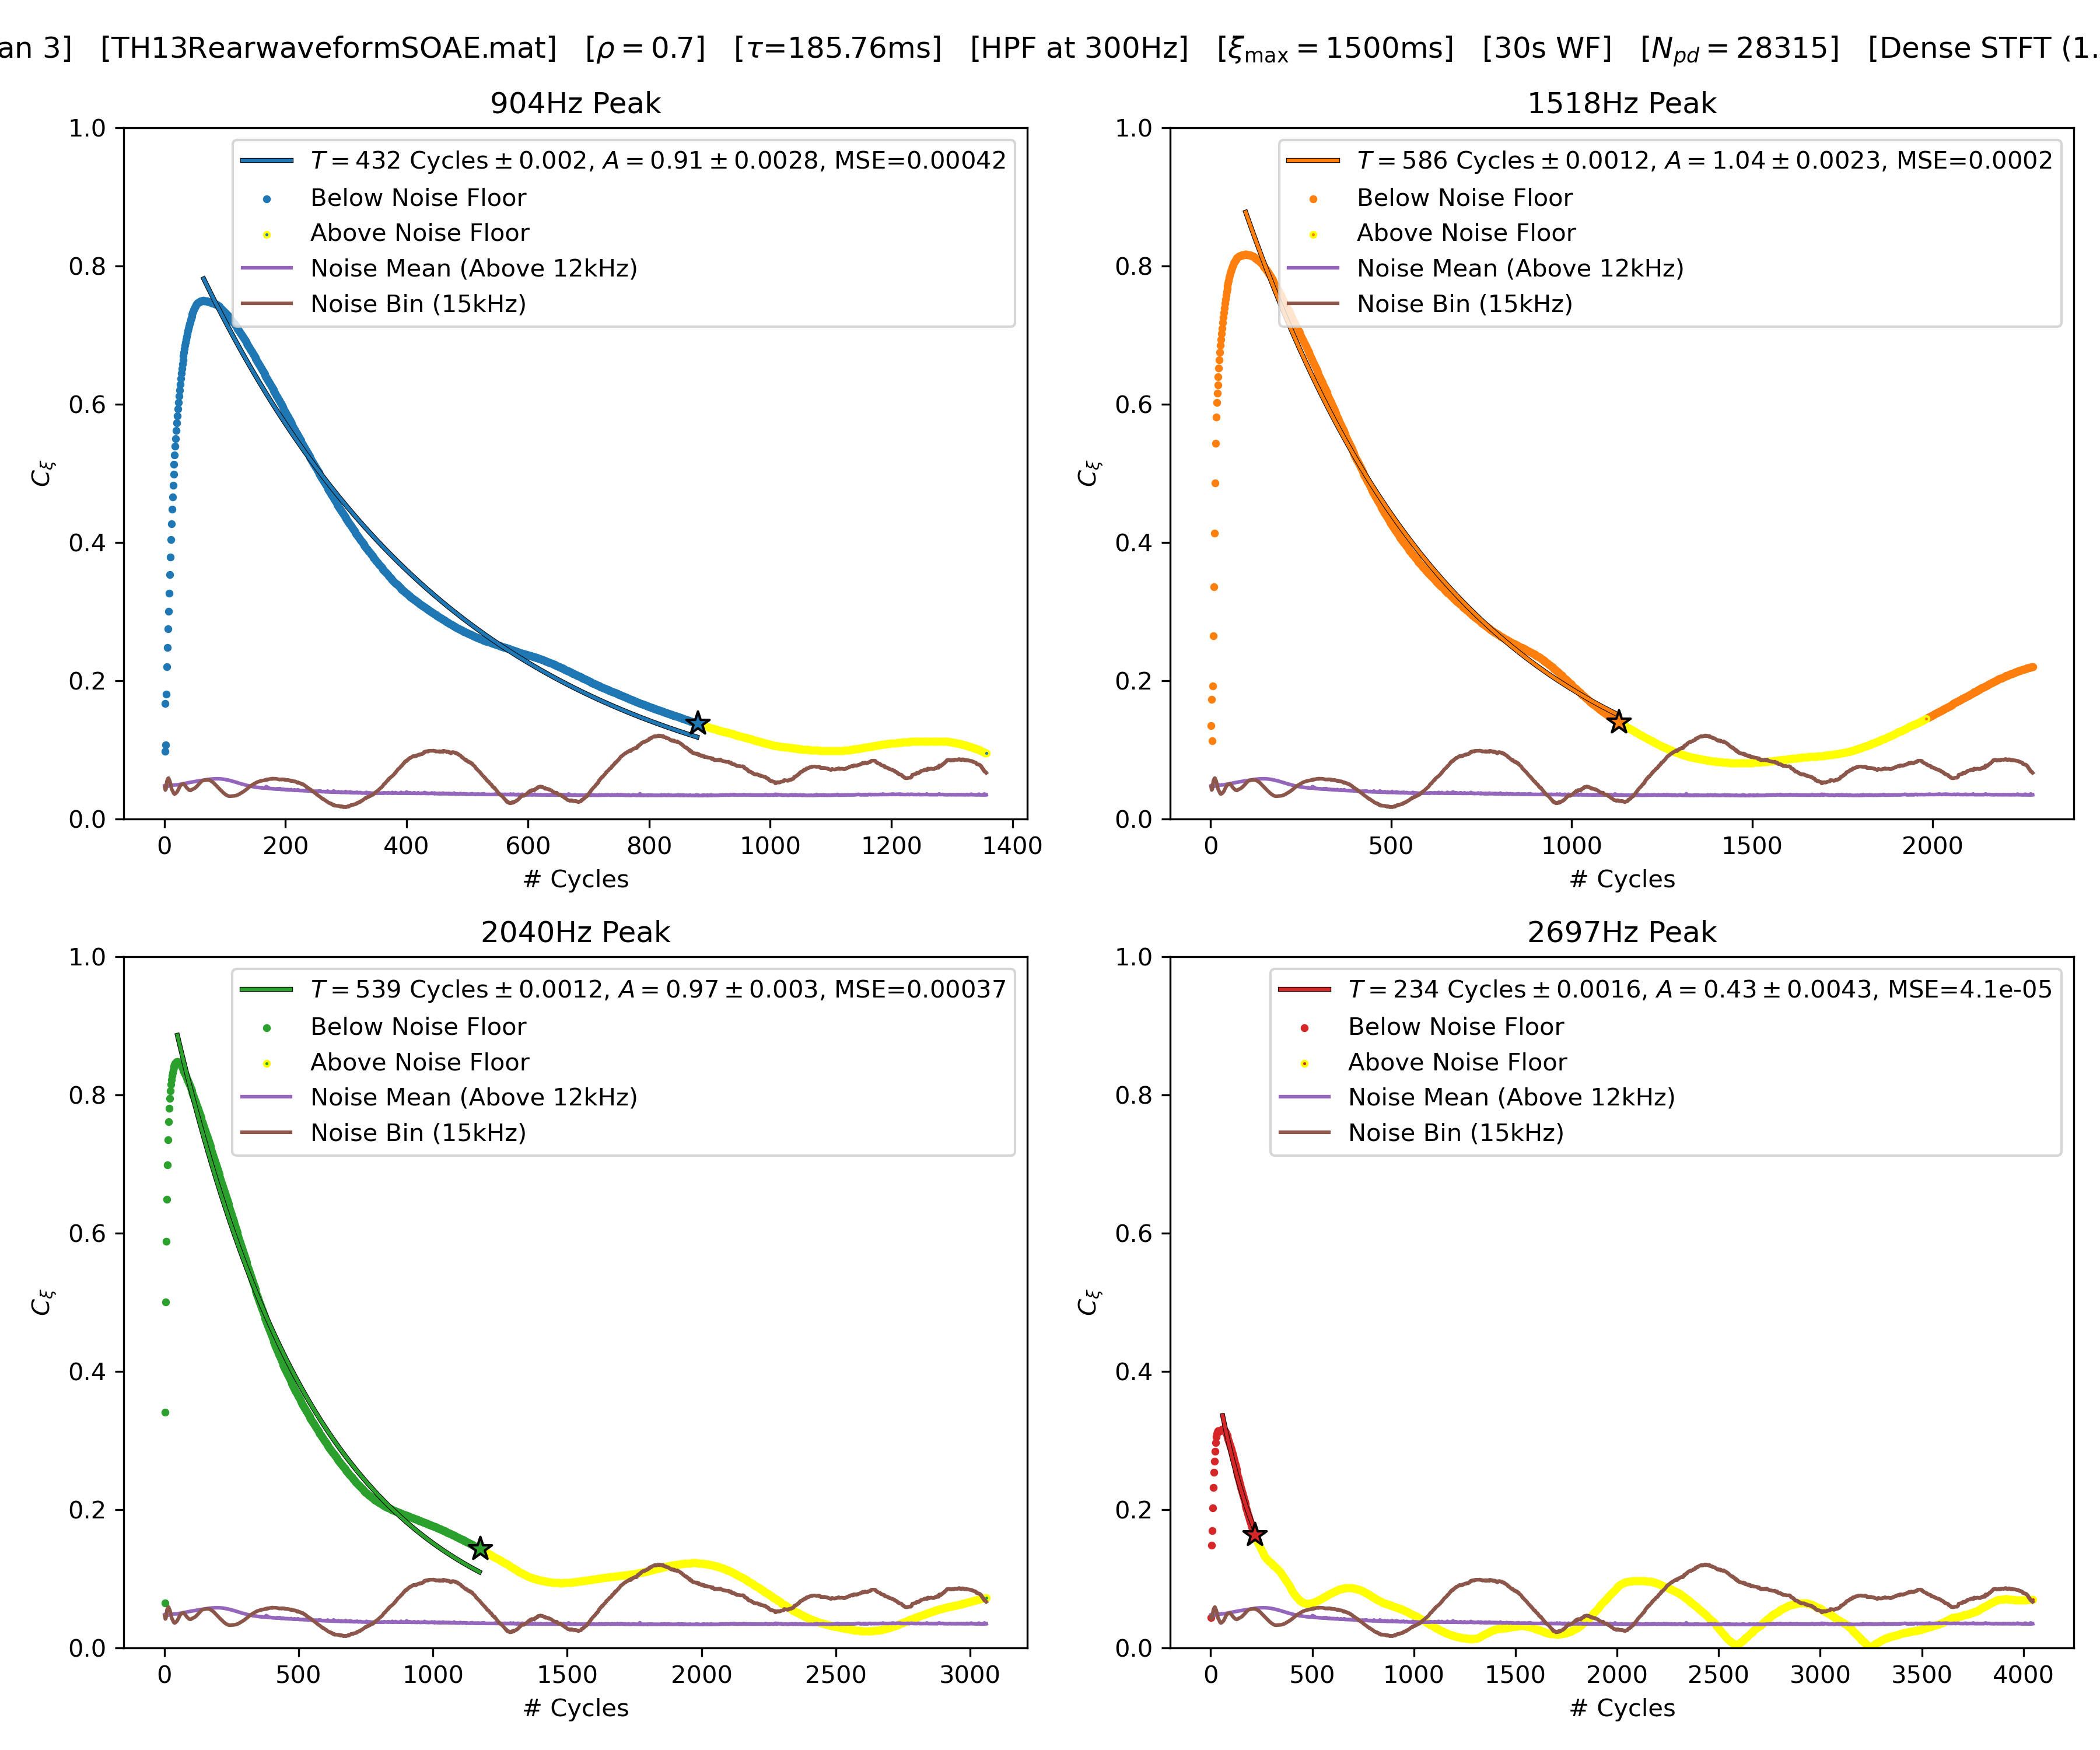 an 3] [TH13RearwaveformSOAE.mat] [ρ = 0.7] [τ=185.76ms] [HPF at 300Hz] [ξmax = 1500ms] [30s WF] [Npd = 28315] [Dense STFT (1.
904Hz Peak
1.0
0.8
0.6
0.4
0.2
0.0
Cξ
T = 432 Cycles ± 0.002, A = 0.91 ± 0.0028, MSE=0.00042
Below Noise Floor
Above Noise Floor
Noise Mean (Above 12kHz)
Noise Bin (15kHz)
0 200 400 600 800 1000 1200 1400
# Cycles
1518Hz Peak
1.0
0.8
0.6
0.4
0.2
0.0
Cξ
T = 586 Cycles ± 0.0012, A = 1.04 ± 0.0023, MSE=0.0002
Below Noise Floor
Above Noise Floor
Noise Mean (Above 12kHz)
Noise Bin (15kHz)
0 500 1000 1500 2000
# Cycles
2040Hz Peak
1.0
0.8
0.6
0.4
0.2
0.0
Cξ
T = 539 Cycles ± 0.0012, A = 0.97 ± 0.003, MSE=0.00037
Below Noise Floor
Above Noise Floor
Noise Mean (Above 12kHz)
Noise Bin (15kHz)
0 500 1000 1500 2000 2500 3000
# Cycles
2697Hz Peak
1.0
0.8
0.6
0.4
0.2
0.0
Cξ
T = 234 Cycles ± 0.0016, A = 0.43 ± 0.0043, MSE=4.1e-05
Below Noise Floor
Above Noise Floor
Noise Mean (Above 12kHz)
Noise Bin (15kHz)
0 500 1000 1500 2000 2500 3000 3500 4000
# Cycles